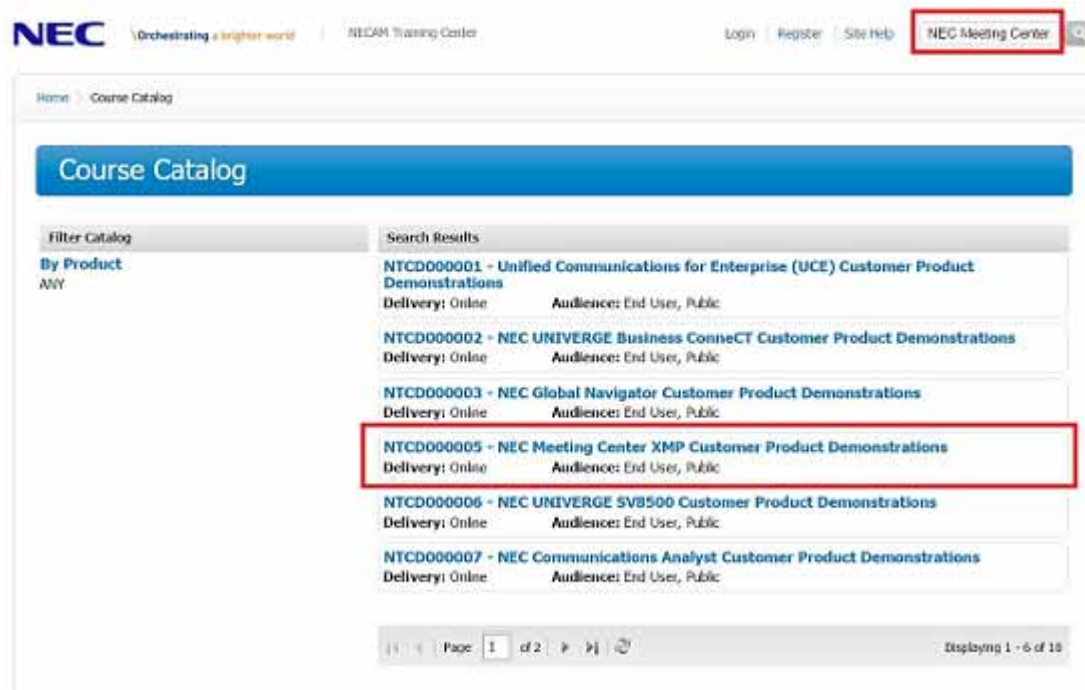 NEC \Orchestrating a brighter world NECAM Training Center Login Register Site Help NEC Meeting Center
Home Course Catalog
Course Catalog
Filter Catalog
By Product
ANY
Search Results
NTCD000001 - Unified Communications for Enterprise (UCE) Customer Product
Demonstrations
Delivery: Online Audience: End User, Public
NTCD000002 - NEC UNIVERGE Business ConneCT Customer Product Demonstrations
Delivery: Online Audience: End User, Public
NTCD000003 - NEC Global Navigator Customer Product Demonstrations
Delivery: Online Audience: End User, Public
NTCD000005 - NEC Meeting Center XMP Customer Product Demonstrations
Delivery: Online Audience: End User, Public
NTCD000006 - NEC UNIVERGE SV8500 Customer Product Demonstrations
Delivery: Online Audience: End User, Public
NTCD000007 - NEC Communications Analyst Customer Product Demonstrations
Delivery: Online Audience: End User, Public
Page 1 of 2 Displaying 1 - 6 of 10